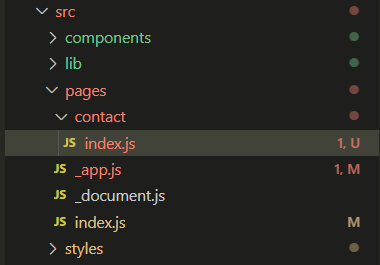 src
components
lib
pages
contact
JS index.js 1, U
JS _app.js 1, M
JS _document.js
JS index.js M
styles